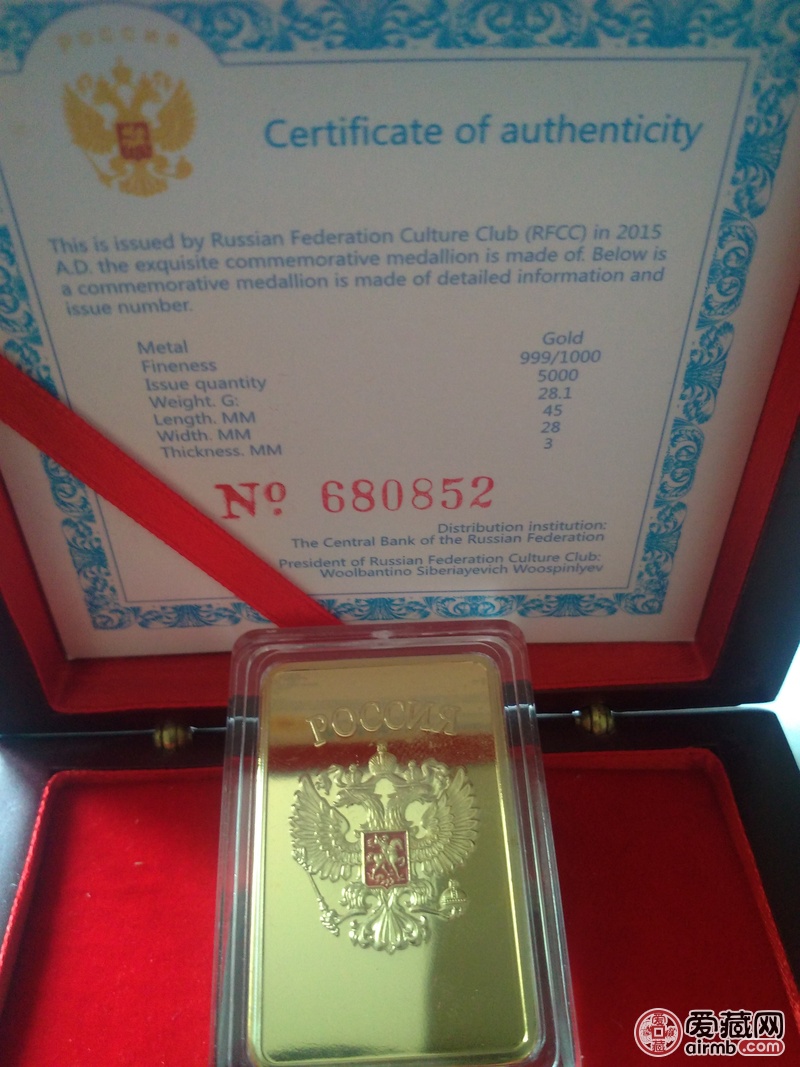 РОССИЯ
Certificate of authenticity
This is issued by Russian Federation Culture Club (RFCC) in 2015
A.D. the exquisite commemorative medallion is made of. Below is
a commemorative medallion is made of detailed information and
issue number.
Metal Gold
Fineness 999/1000
Issue quantity 5000
Weight. G: 28.1
Length. MM 45
Width. MM 28
Thickness. MM 3
Nº 680852
Distribution institution:
The Central Bank of the Russian Federation
President of Russian Federation Culture Club:
Woolbantino Siberiayevich Woospinlyev
РОССИЯ
爱藏网
airmb.com